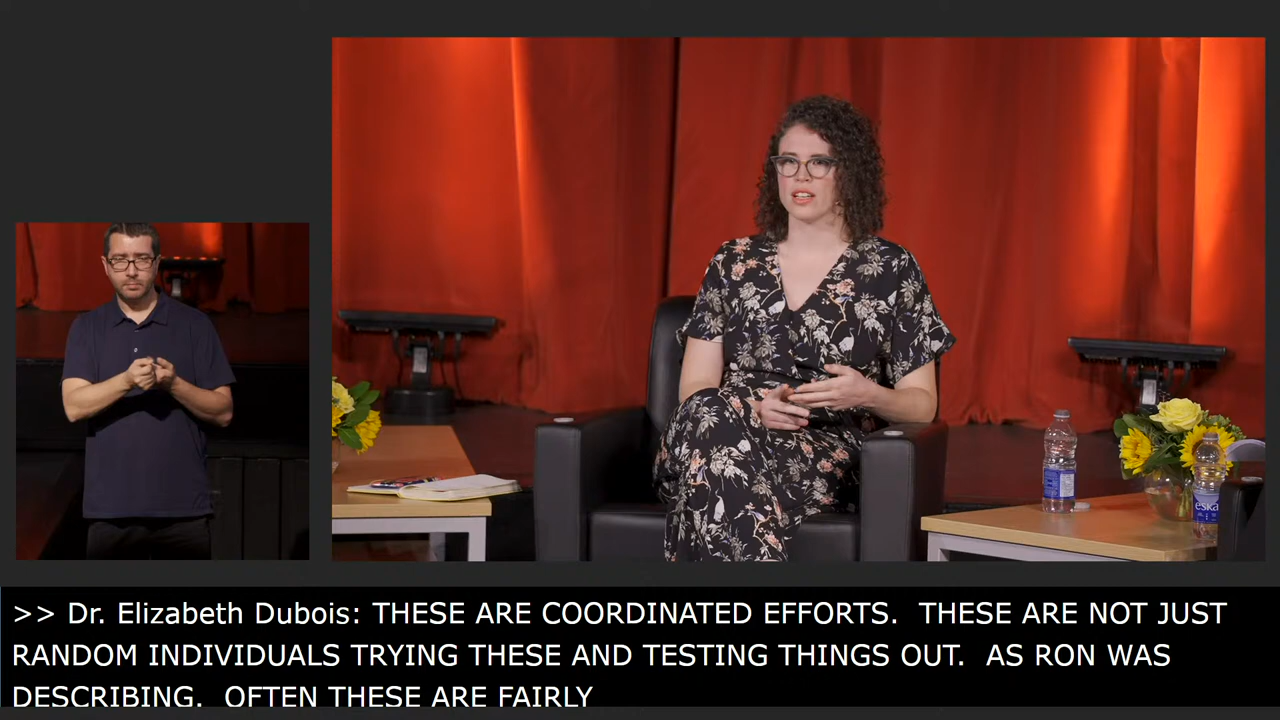 eska
>> Dr. Elizabeth Dubois: THESE ARE COORDINATED EFFORTS.  THESE ARE NOT JUST
RANDOM INDIVIDUALS TRYING THESE AND TESTING THINGS OUT.  AS RON WAS
DESCRIBING.  OFTEN THESE ARE FAIRLY